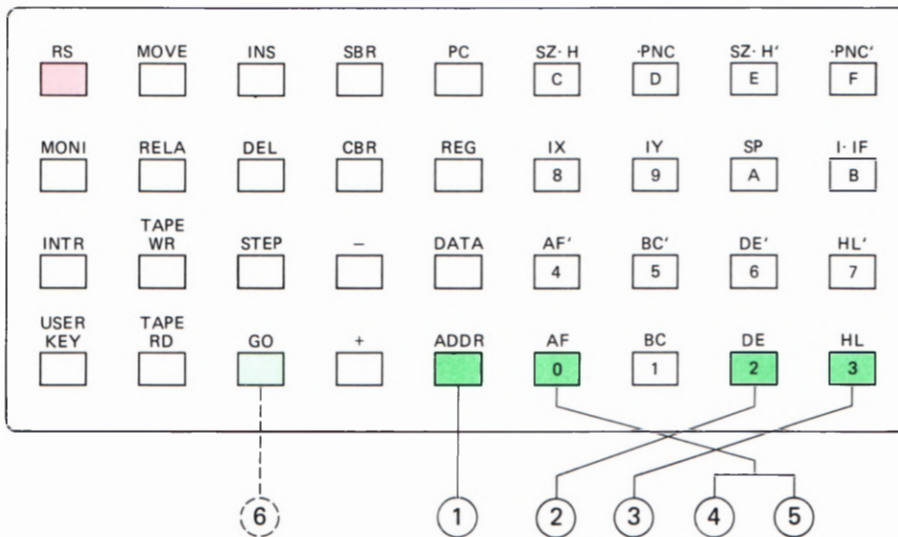 RS MOVE INS SBR PC SZ·H ·PNC SZ·H' ·PNC'
C D E F
MONI RELA DEL CBR REG IX IY SP I·IF
8 9 A B
TAPE
INTR WR STEP − DATA AF' BC' DE' HL'
4 5 6 7
USER TAPE
KEY RD GO + ADDR AF BC DE HL
0 1 2 3
6 1 2 3 4 5